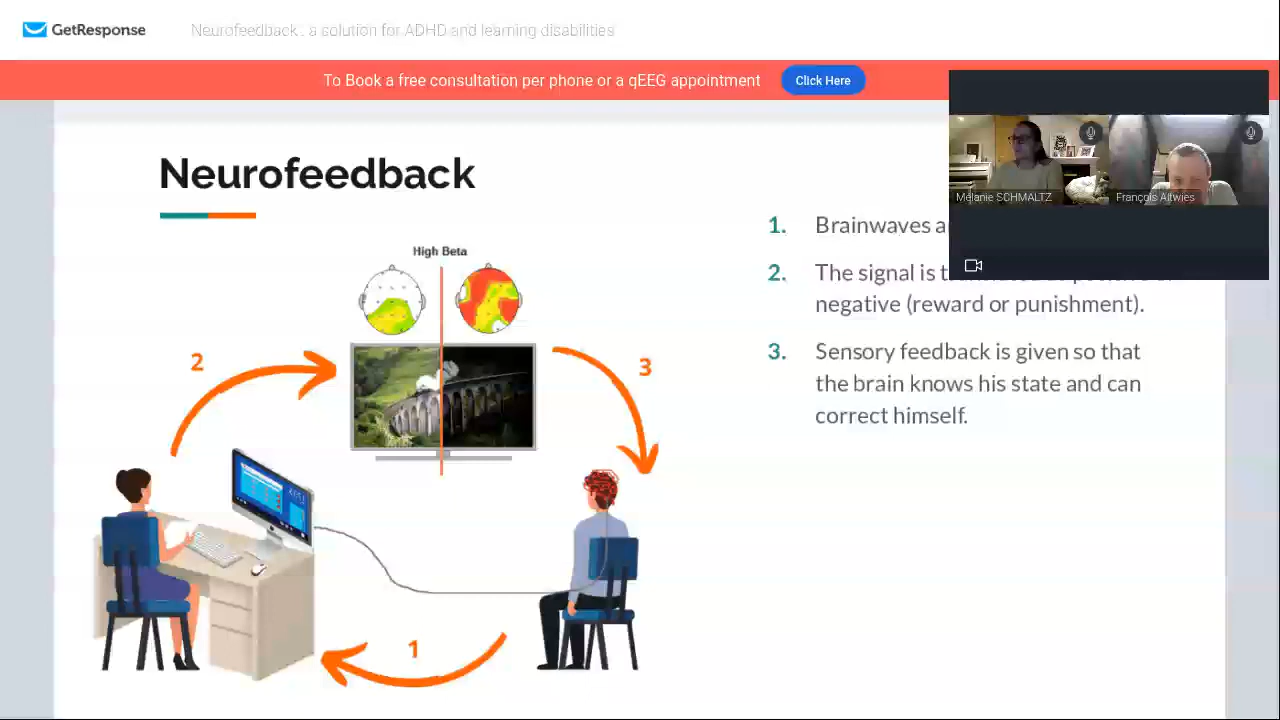 GetResponse
Neurofeedback : a solution for ADHD and learning disabilities
To Book a free consultation per phone or a qEEG appointment
Click Here
Mélanie SCHMALTZ
François Altwies
Neurofeedback
High Beta
1. Brainwaves
2. The signal is
negative (reward or punishment).
3. Sensory feedback is given so that
the brain knows his state and can
correct himself.
2
3
1